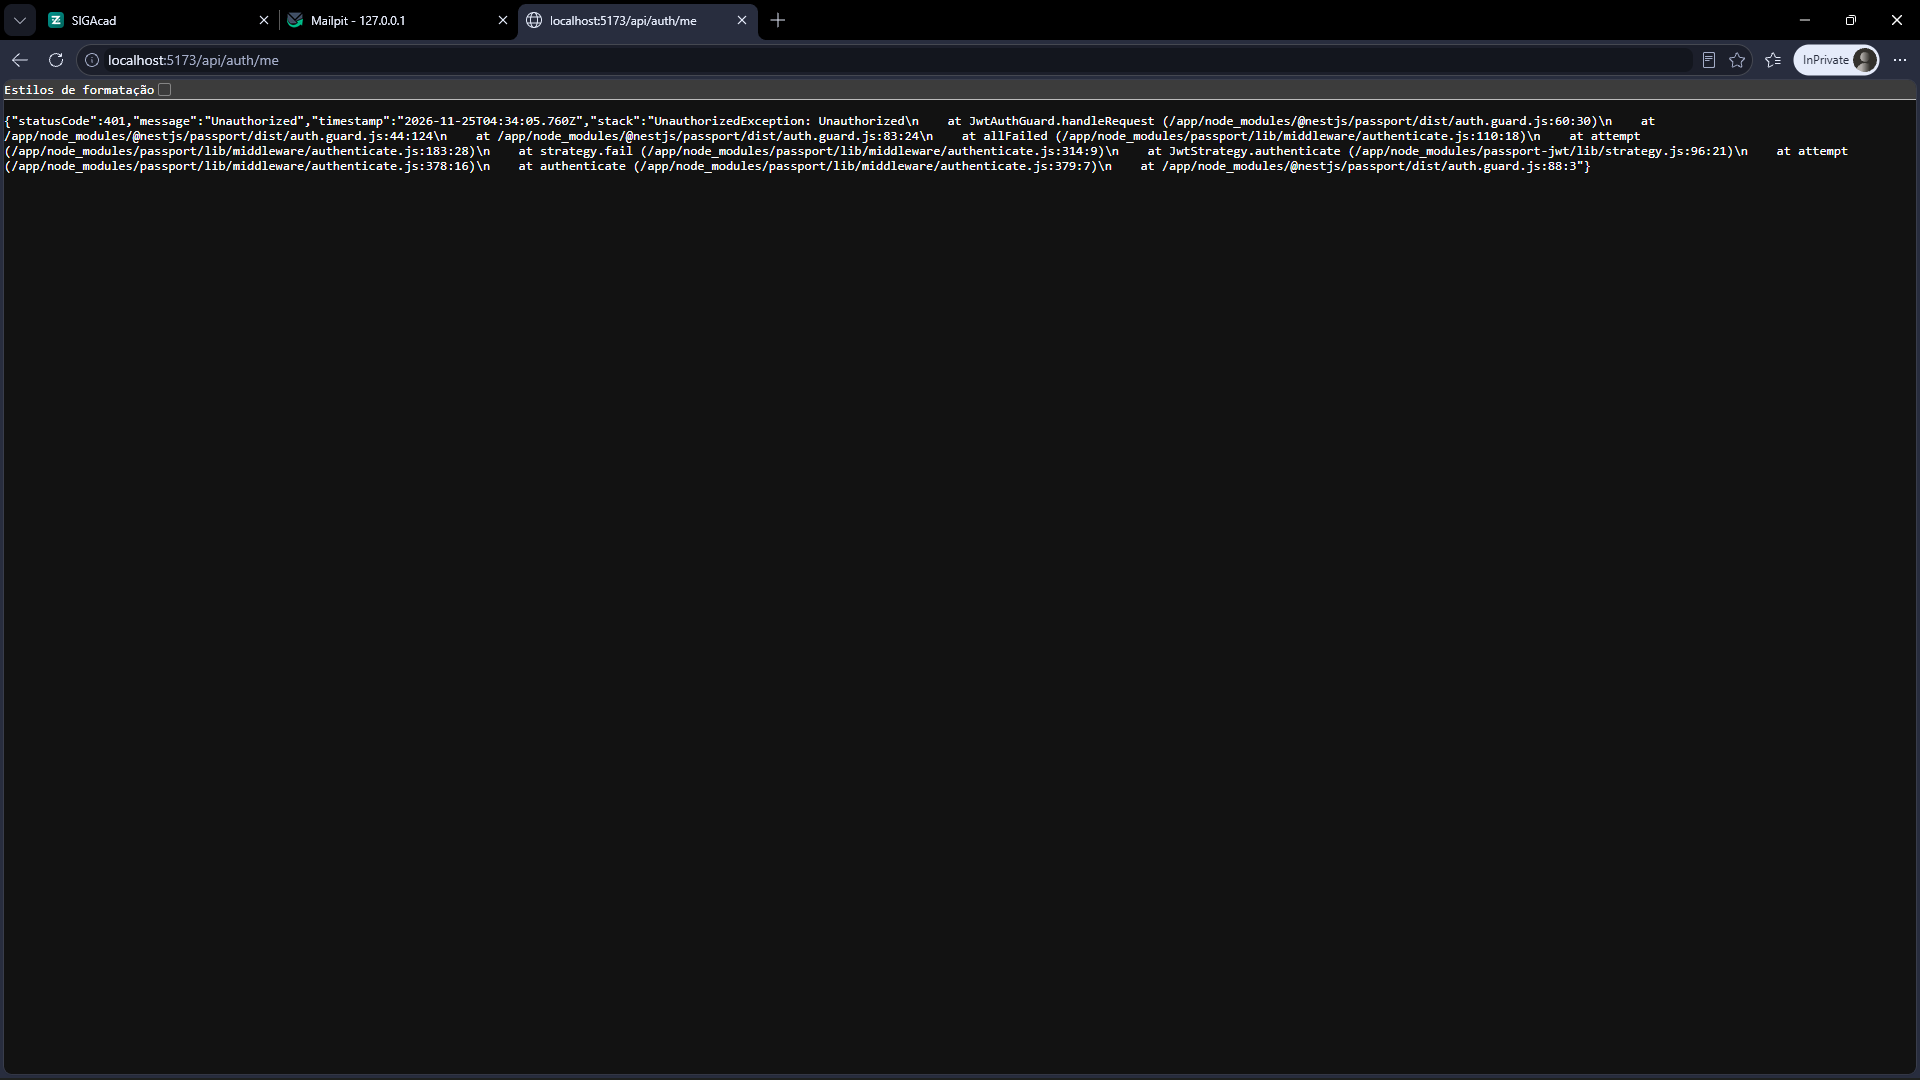 SIGAcad
Mailpit - 127.0.0.1
localhost:5173/api/auth/me
localhost:5173/api/auth/me
InPrivate
Estilos de formatação
{"statusCode":401,"message":"Unauthorized","timestamp":"2026-11-25T04:34:05.760Z","stack":"UnauthorizedException: Unauthorized\n    at JwtAuthGuard.handleRequest (/app/node_modules/@nestjs/passport/dist/auth.guard.js:60:30)\n    at
/app/node_modules/@nestjs/passport/dist/auth.guard.js:44:124\n    at /app/node_modules/@nestjs/passport/dist/auth.guard.js:83:24\n    at allFailed (/app/node_modules/passport/lib/middleware/authenticate.js:110:18)\n    at attempt
(/app/node_modules/passport/lib/middleware/authenticate.js:183:28)\n    at strategy.fail (/app/node_modules/passport/lib/middleware/authenticate.js:314:9)\n    at JwtStrategy.authenticate (/app/node_modules/passport-jwt/lib/strategy.js:96:21)\n    at attempt
(/app/node_modules/passport/lib/middleware/authenticate.js:378:16)\n    at authenticate (/app/node_modules/passport/lib/middleware/authenticate.js:379:7)\n    at /app/node_modules/@nestjs/passport/dist/auth.guard.js:88:3"}